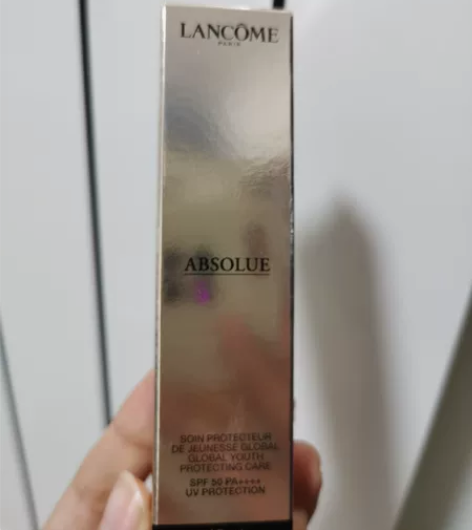 LANCÔME
PARIS
ABSOLUE
SOIN PROTECTEUR
DE JEUNESSE GLOBAL
GLOBAL YOUTH
PROTECTING CARE
SPF 50 PA++++
UV PROTECTION